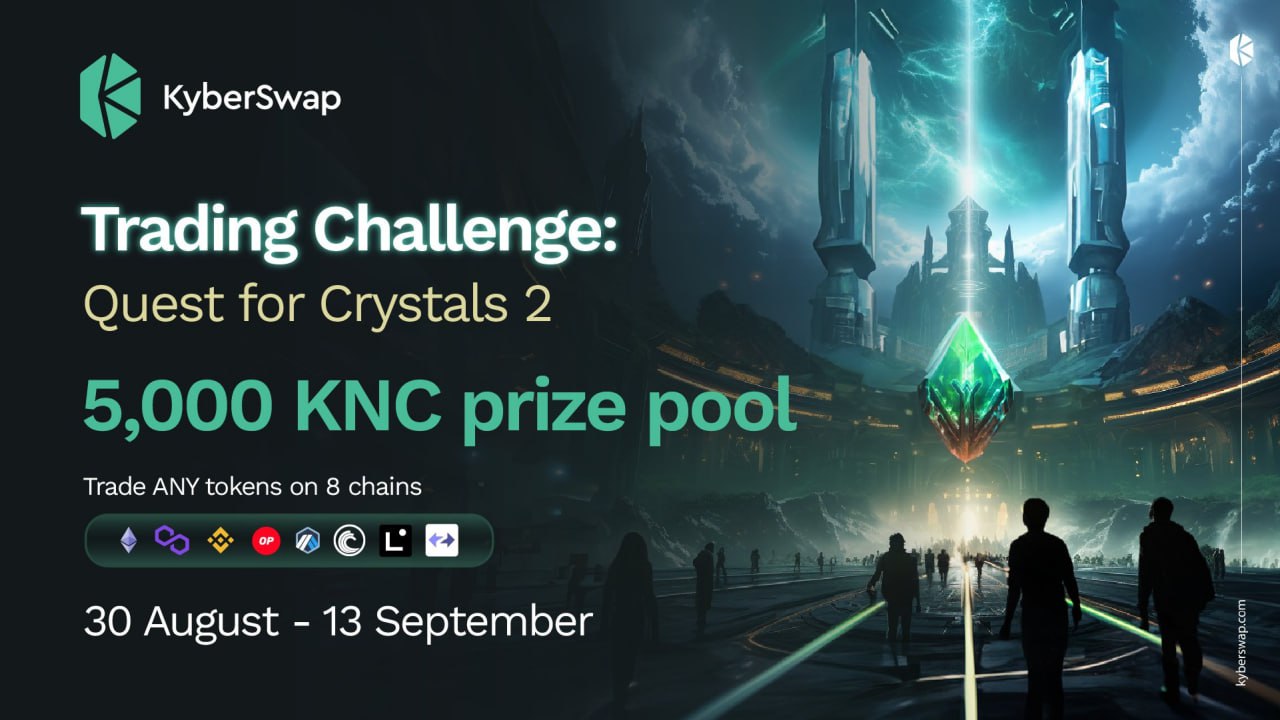 KyberSwap
Trading Challenge:
Quest for Crystals 2
5,000 KNC prize pool
Trade ANY tokens on 8 chains
OP
L
30 August - 13 September
kyberswap.com